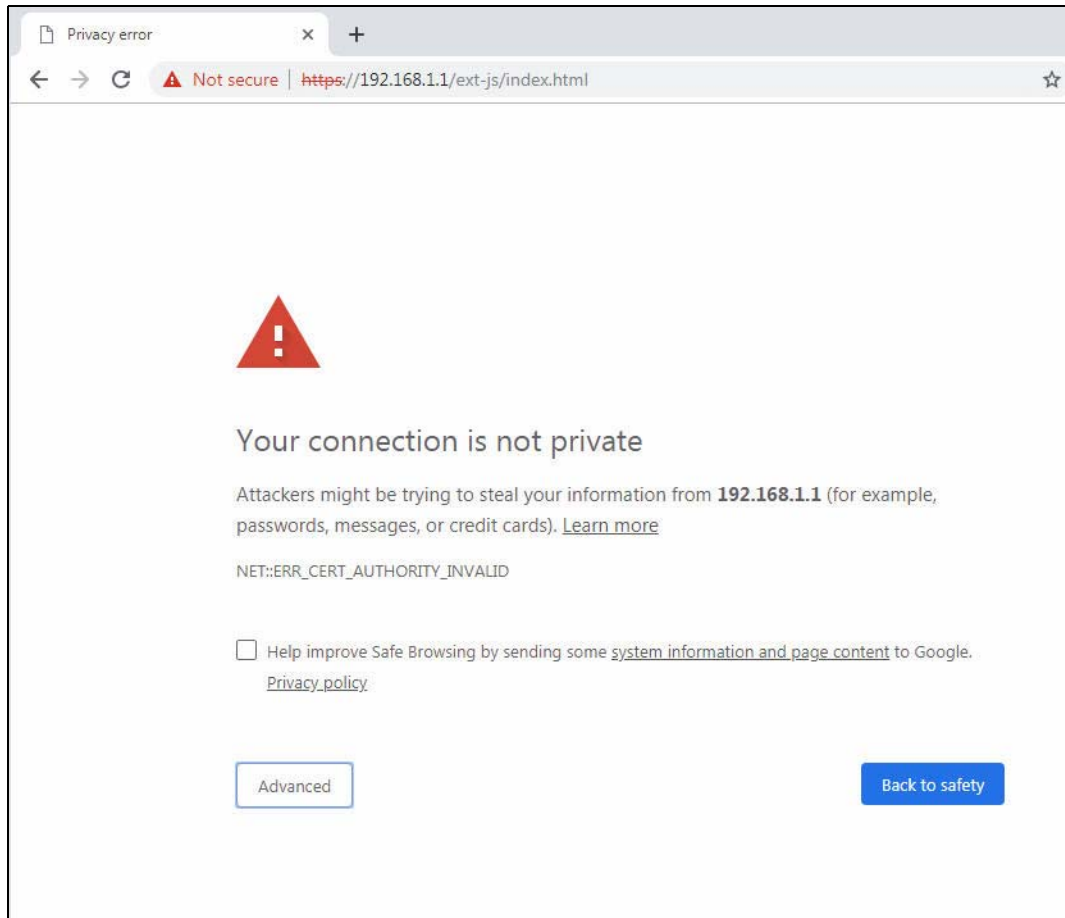 Privacy error
Not secure | https://192.168.1.1/ext-js/index.html
Your connection is not private
Attackers might be trying to steal your information from 192.168.1.1 (for example,
passwords, messages, or credit cards). Learn more
NET::ERR_CERT_AUTHORITY_INVALID
Help improve Safe Browsing by sending some system information and page content to Google.
Privacy policy
Advanced
Back to safety